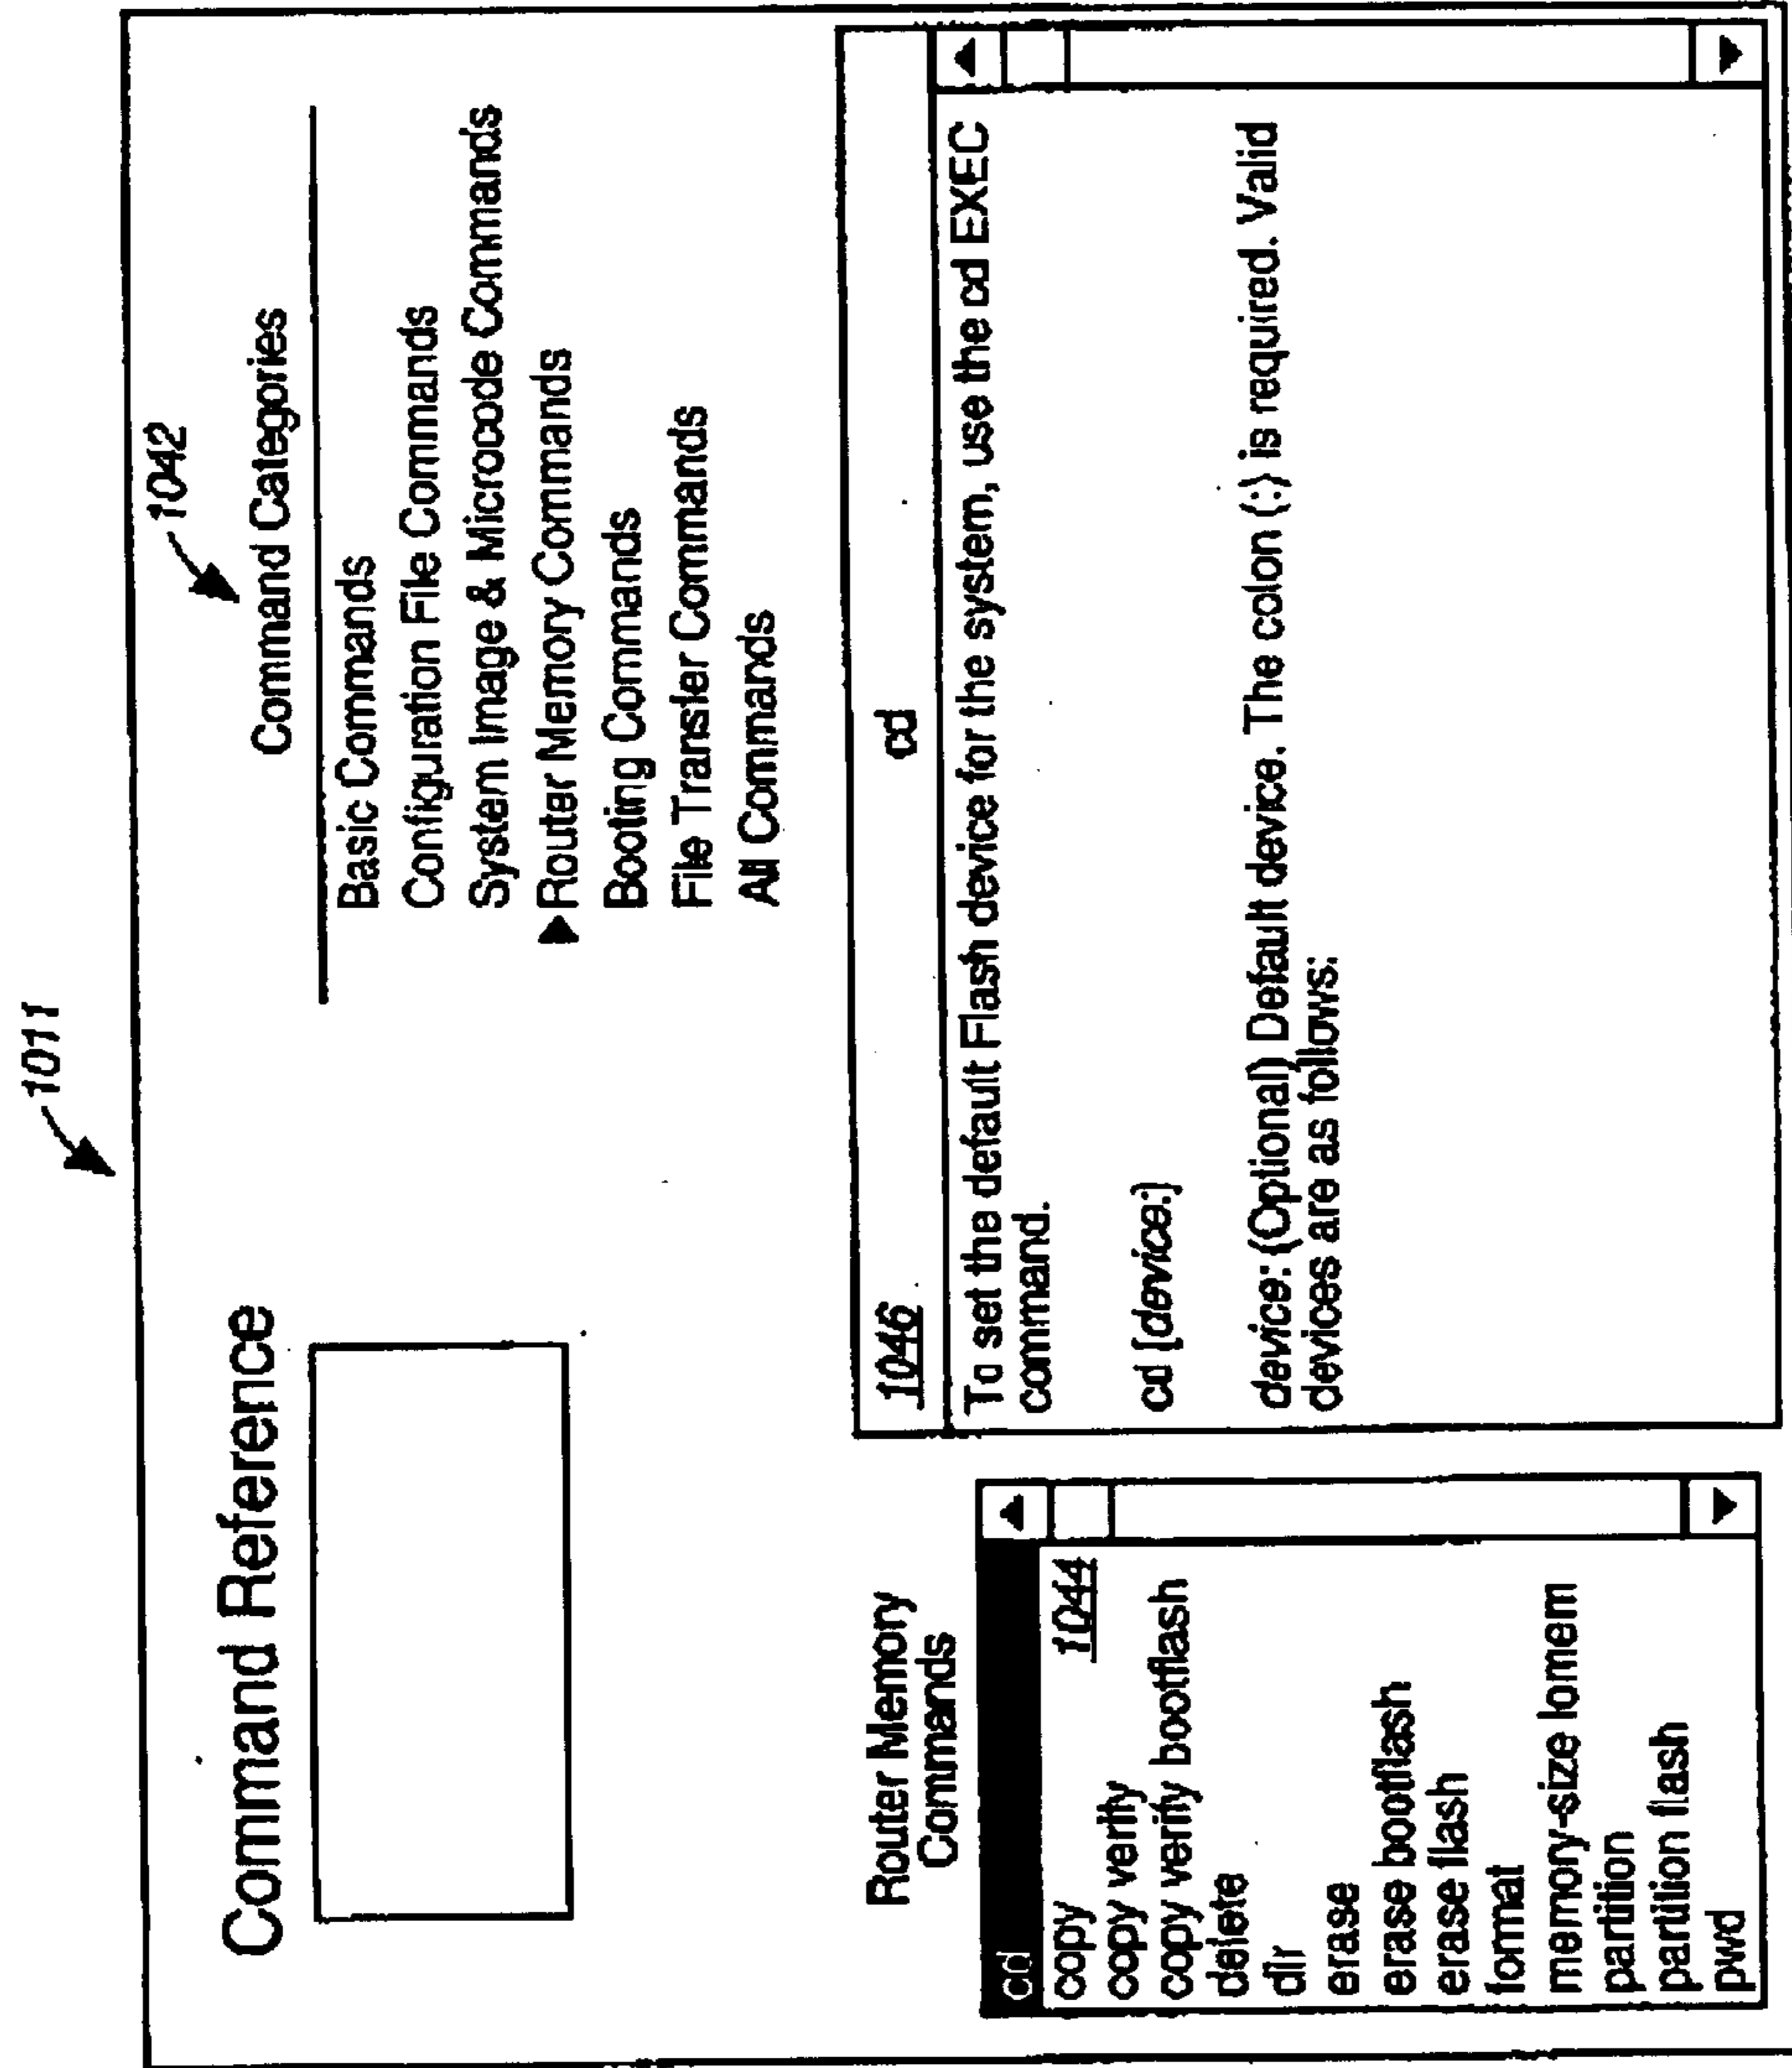 1011
Command Reference
1042
Command Categories
Basic Commands
Configuration File Commands
System Image & Microcode Commands
Router Memory Commands
Booting Commands
File Transfer Commands
All Commands
Router Memory
Commands
cd
1044
copy
copy verify
copy verify bootflash
delete
dir
erase
erase bootflash
erase flash
format
memory-size iomem
partition
partition flash
pwd
1046
cd
To set the default Flash device for the system, use the cd EXEC
command.
cd [device:]
device: (Optional) Default device. The colon (:) is required. Valid
devices are as follows: